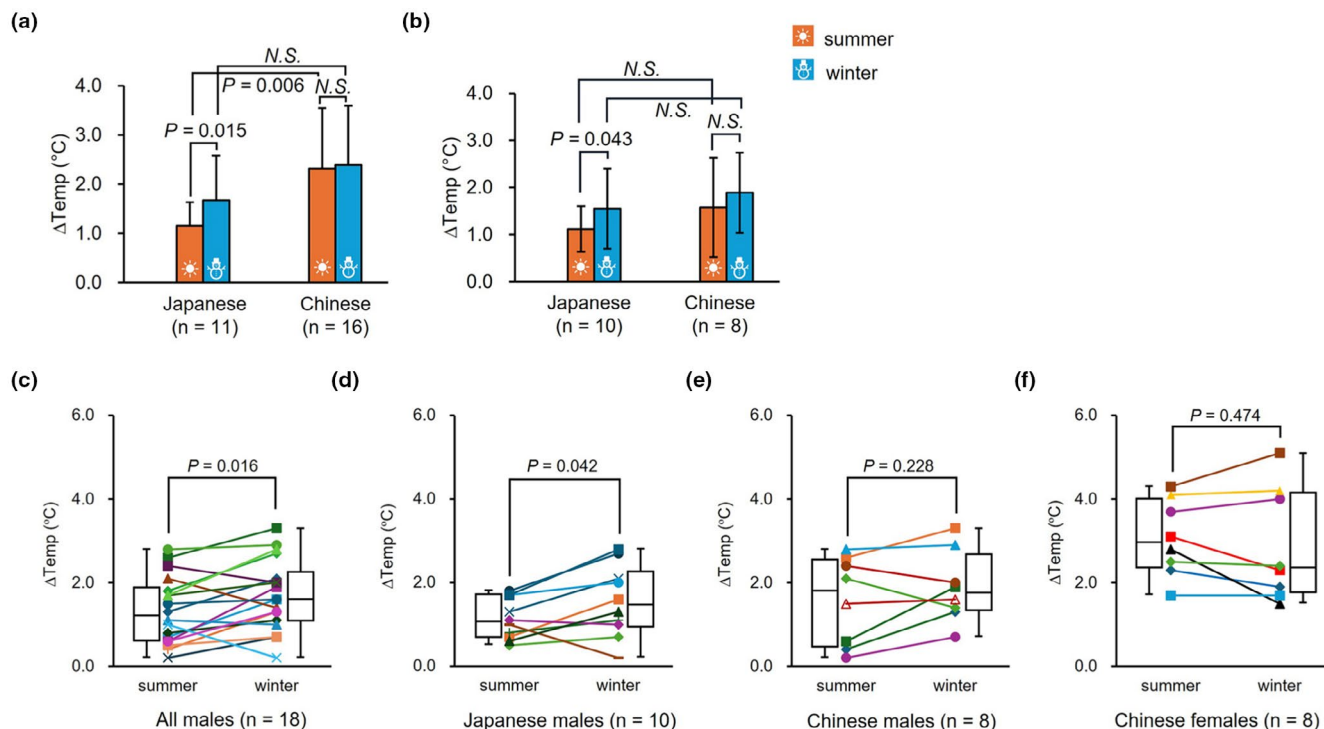 (a)
N.S.
P = 0.006
N.S.
P = 0.015
ΔTemp (°C)
4.0
3.0
2.0
1.0
0.0
Japanese
(n = 11)
Chinese
(n = 16)
(b)
N.S.
N.S.
N.S.
P = 0.043
ΔTemp (°C)
4.0
3.0
2.0
1.0
0.0
Japanese
(n = 10)
Chinese
(n = 8)
summer
winter
(c)
ΔTemp (°C)
6.0
4.0
2.0
0.0
P = 0.016
summer
winter
All males (n = 18)
(d)
ΔTemp (°C)
6.0
4.0
2.0
0.0
P = 0.042
summer
winter
Japanese males (n = 10)
(e)
ΔTemp (°C)
6.0
4.0
2.0
0.0
P = 0.228
summer
winter
Chinese males (n = 8)
(f)
ΔTemp (°C)
6.0
4.0
2.0
0.0
P = 0.474
summer
winter
Chinese females (n = 8)